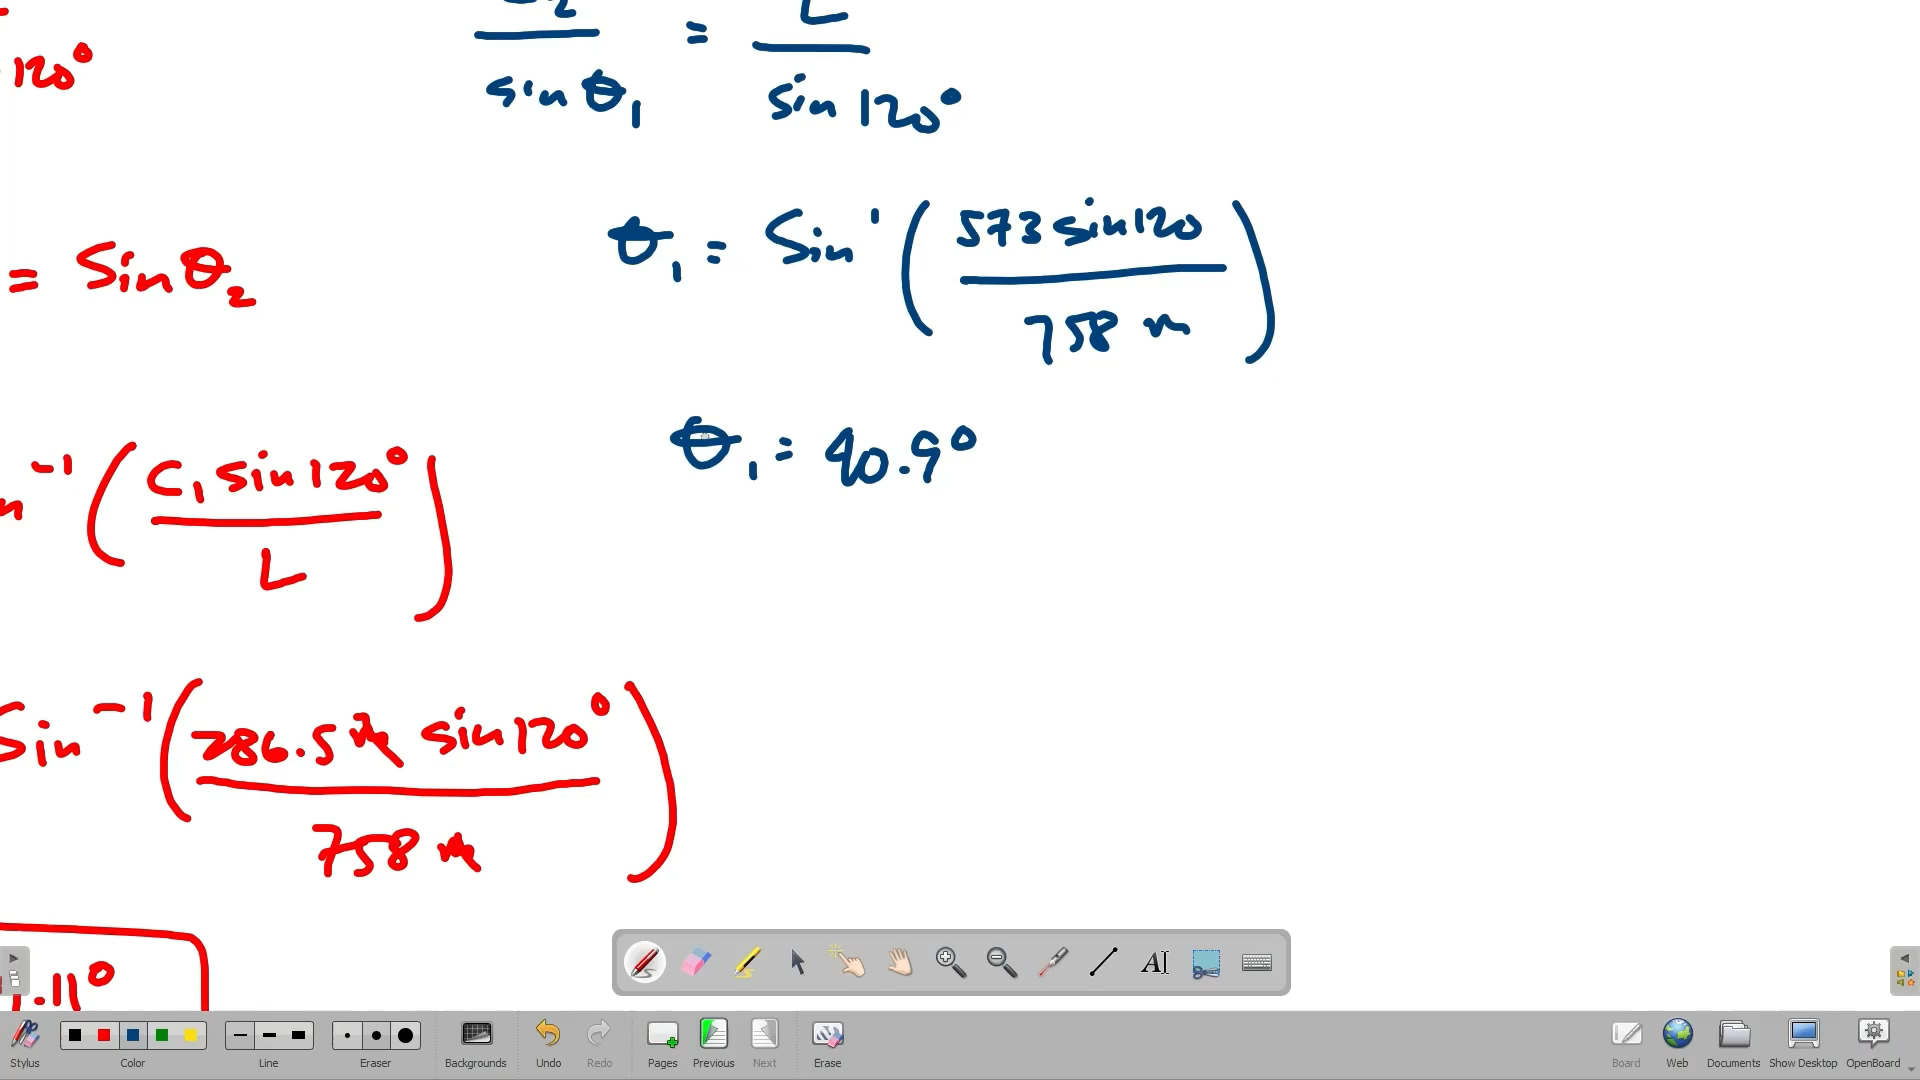 120°
C2 = L
sin θ1 sin 120°
θ1 = Sin' ( 573 sin120
758 m )
= Sin θ2
θ1 = 40.9°
-1 ( C1 sin 120°
L )
Sin -1 ( 286.5 m sin 120°
758 m )
.11°
Stylus Color Line Eraser Backgrounds Undo Redo Pages Previous Next Erase Board Web Documents Show Desktop OpenBoard